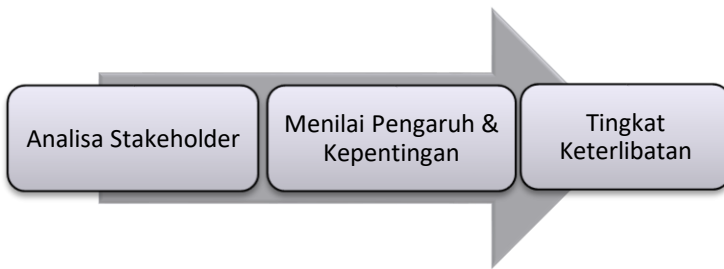 Analisa Stakeholder
Menilai Pengaruh &
Kepentingan
Tingkat
Keterlibatan